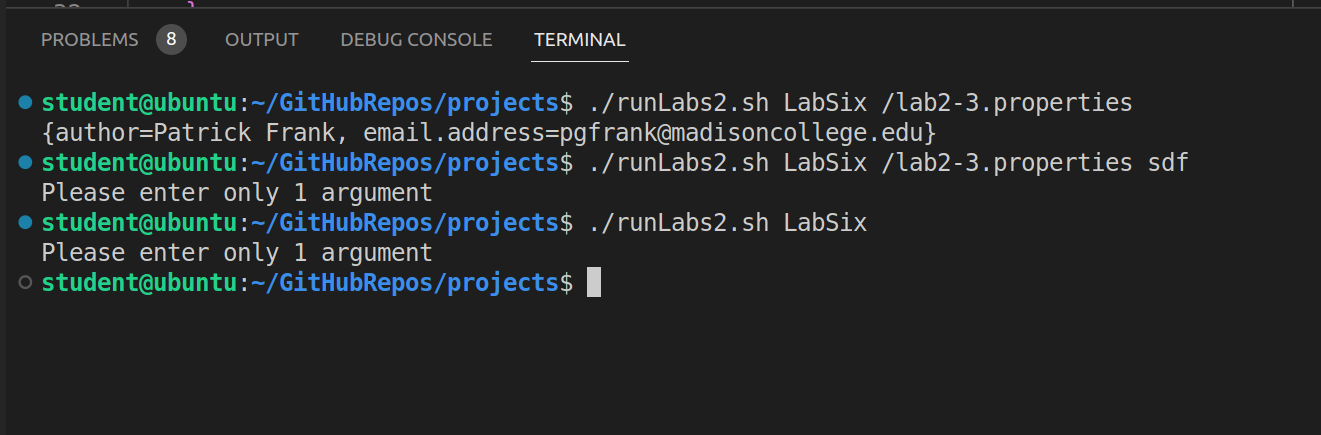 PROBLEMS 8 OUTPUT DEBUG CONSOLE TERMINAL
student@ubuntu:~/GitHubRepos/projects$ ./runLabs2.sh LabSix /lab2-3.properties
{author=Patrick Frank, email.address=pgfrank@madisoncollege.edu}
student@ubuntu:~/GitHubRepos/projects$ ./runLabs2.sh LabSix /lab2-3.properties sdf
Please enter only 1 argument
student@ubuntu:~/GitHubRepos/projects$ ./runLabs2.sh LabSix
Please enter only 1 argument
student@ubuntu:~/GitHubRepos/projects$